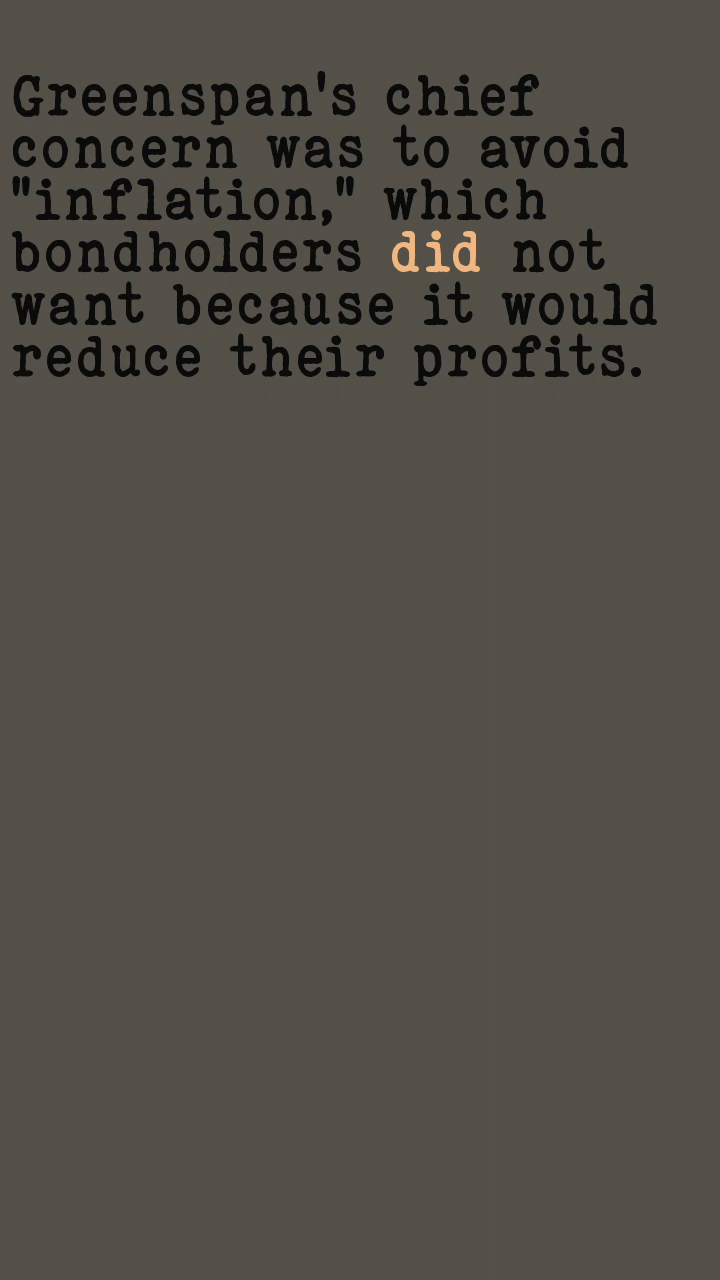 Greenspan's chief
concern was to avoid
"inflation," which
bondholders did not
want because it would
reduce their profits.